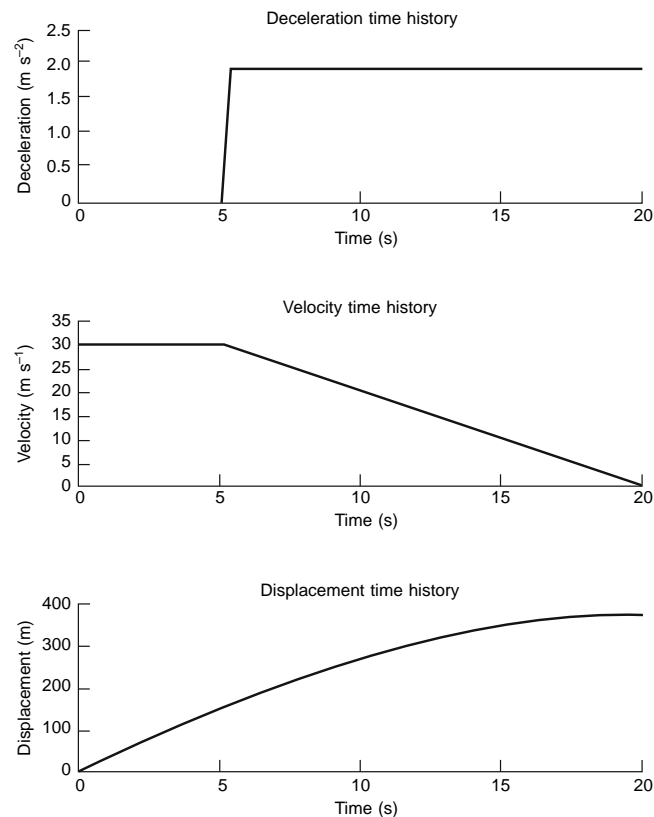 Deceleration time history
Deceleration (m s⁻²)
2.5
2.0
1.5
1.0
0.5
0
0 5 10 15 20
Time (s)
Velocity time history
Velocity (m s⁻¹)
35
30
25
20
15
10
5
0
0 5 10 15 20
Time (s)
Displacement time history
Displacement (m)
400
300
200
100
0
0 5 10 15 20
Time (s)